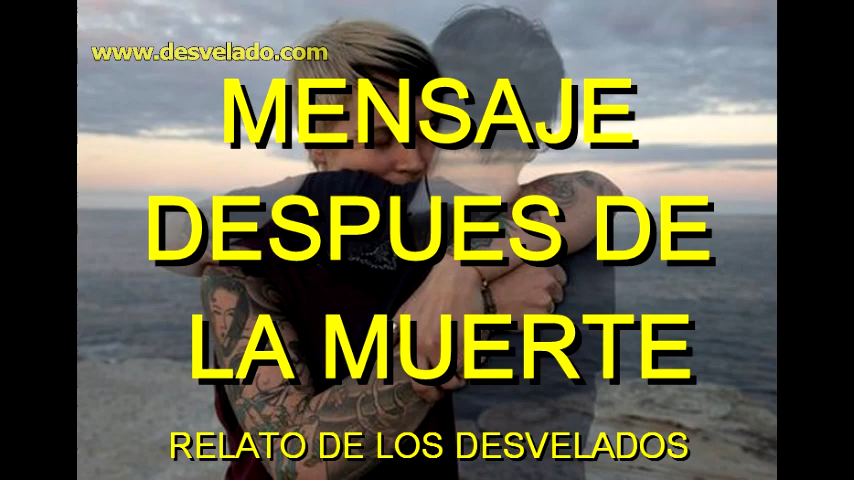 www.desvelado.com
MENSAJE
DESPUES DE
LA MUERTE
RELATO DE LOS DESVELADOS